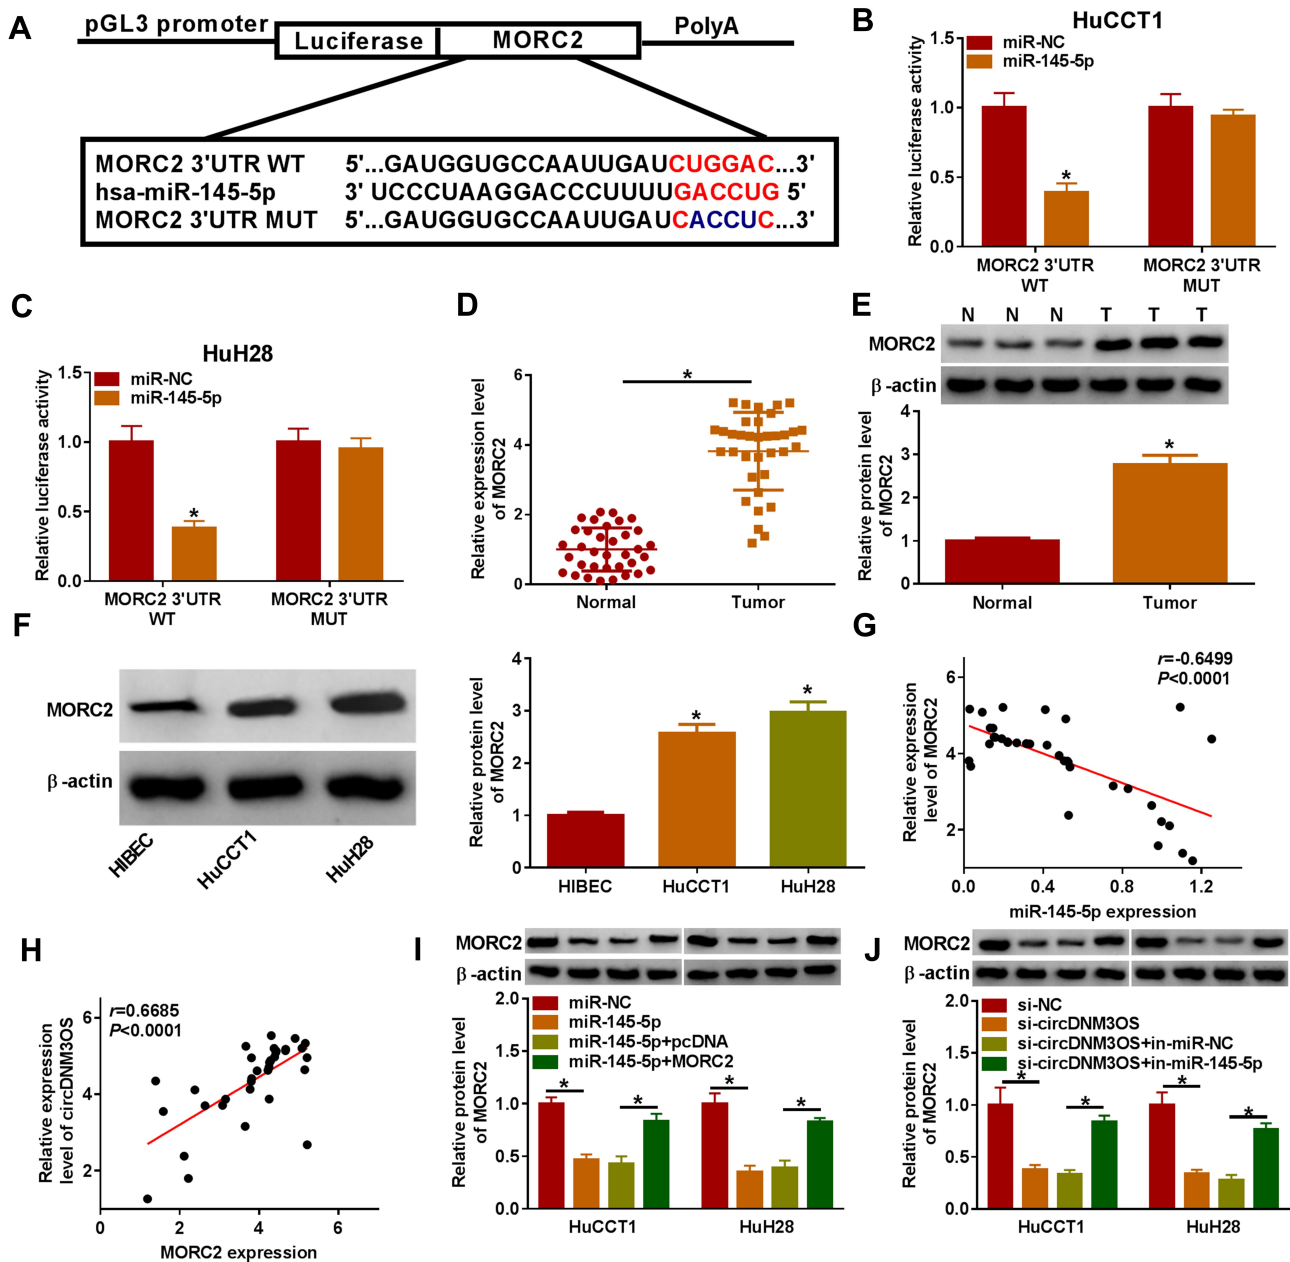 A
pGL3 promoter
Luciferase
MORC2
PolyA
MORC2 3'UTR WT 5'...GAUGGUGCCAAUUGAUCUGGAC...3'
hsa-miR-145-5p 3' UCCCUAAGGACCCUUUUGACCUG 5'
MORC2 3'UTR MUT 5'...GAUGGUGCCAAUUGAUCACCUC...3'
B
HuCCT1
miR-NC
miR-145-5p
Relative luciferase activity
1.5
1.0
0.5
0.0
*
MORC2 3'UTR
WT
MORC2 3'UTR
MUT
C
HuH28
miR-NC
miR-145-5p
Relative luciferase activity
1.5
1.0
0.5
0.0
*
MORC2 3'UTR
WT
MORC2 3'UTR
MUT
D
Relative expression level
of MORC2
6
4
2
0
*
Normal
Tumor
E
N N N T T T
MORC2
β-actin
Relative protein level
of MORC2
4
3
2
1
0
*
Normal
Tumor
F
MORC2
β-actin
HIBEC
HuCCT1
HuH28
Relative protein level
of MORC2
4
3
2
1
0
*
*
HIBEC
HuCCT1
HuH28
G
r=-0.6499
P<0.0001
Relative expression
level of MORC2
6
4
2
0.0 0.4 0.8 1.2
miR-145-5p expression
H
r=0.6685
P<0.0001
Relative expression
level of circDNM3OS
6
4
2
0 2 4 6
MORC2 expression
I
MORC2
β-actin
Relative protein level
of MORC2
2.0
1.5
1.0
0.5
0.0
miR-NC
miR-145-5p
miR-145-5p+pcDNA
miR-145-5p+MORC2
* * * *
HuCCT1
HuH28
J
MORC2
β-actin
Relative protein level
of MORC2
2.0
1.5
1.0
0.5
0.0
si-NC
si-circDNM3OS
si-circDNM3OS+in-miR-NC
si-circDNM3OS+in-miR-145-5p
* * * *
HuCCT1
HuH28